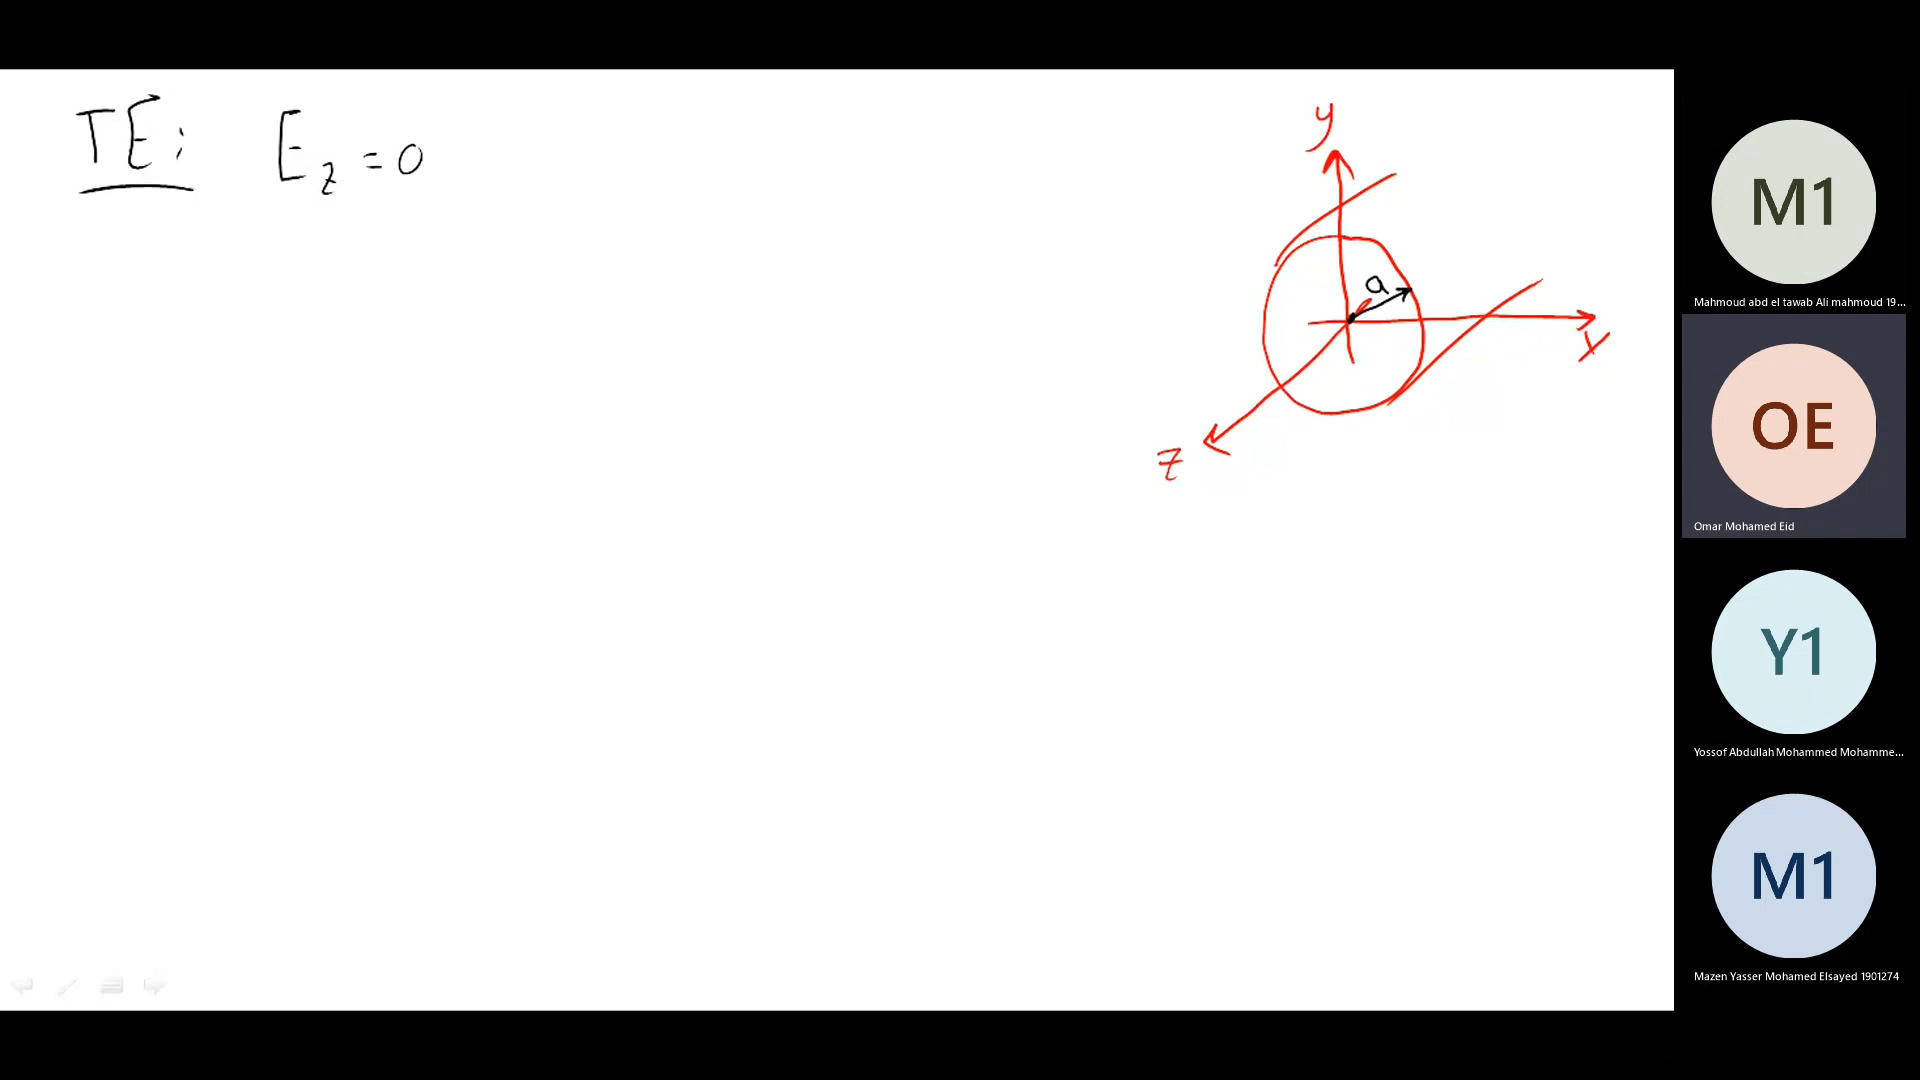 TE: E_z = 0
y
a
x
z
M1
Mahmoud abd el tawab Ali mahmoud 19...
OE
Omar Mohamed Eid
Y1
Yossof Abdullah Mohammed Mohamme...
M1
Mazen Yasser Mohamed Elsayed 1901274